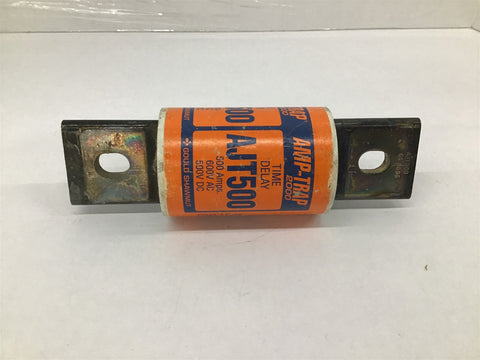 AMP-TRAP
2000
TIME
DELAY
AJT500
500 Amps
600V AC
500V DC
GOULD SHAWMUT